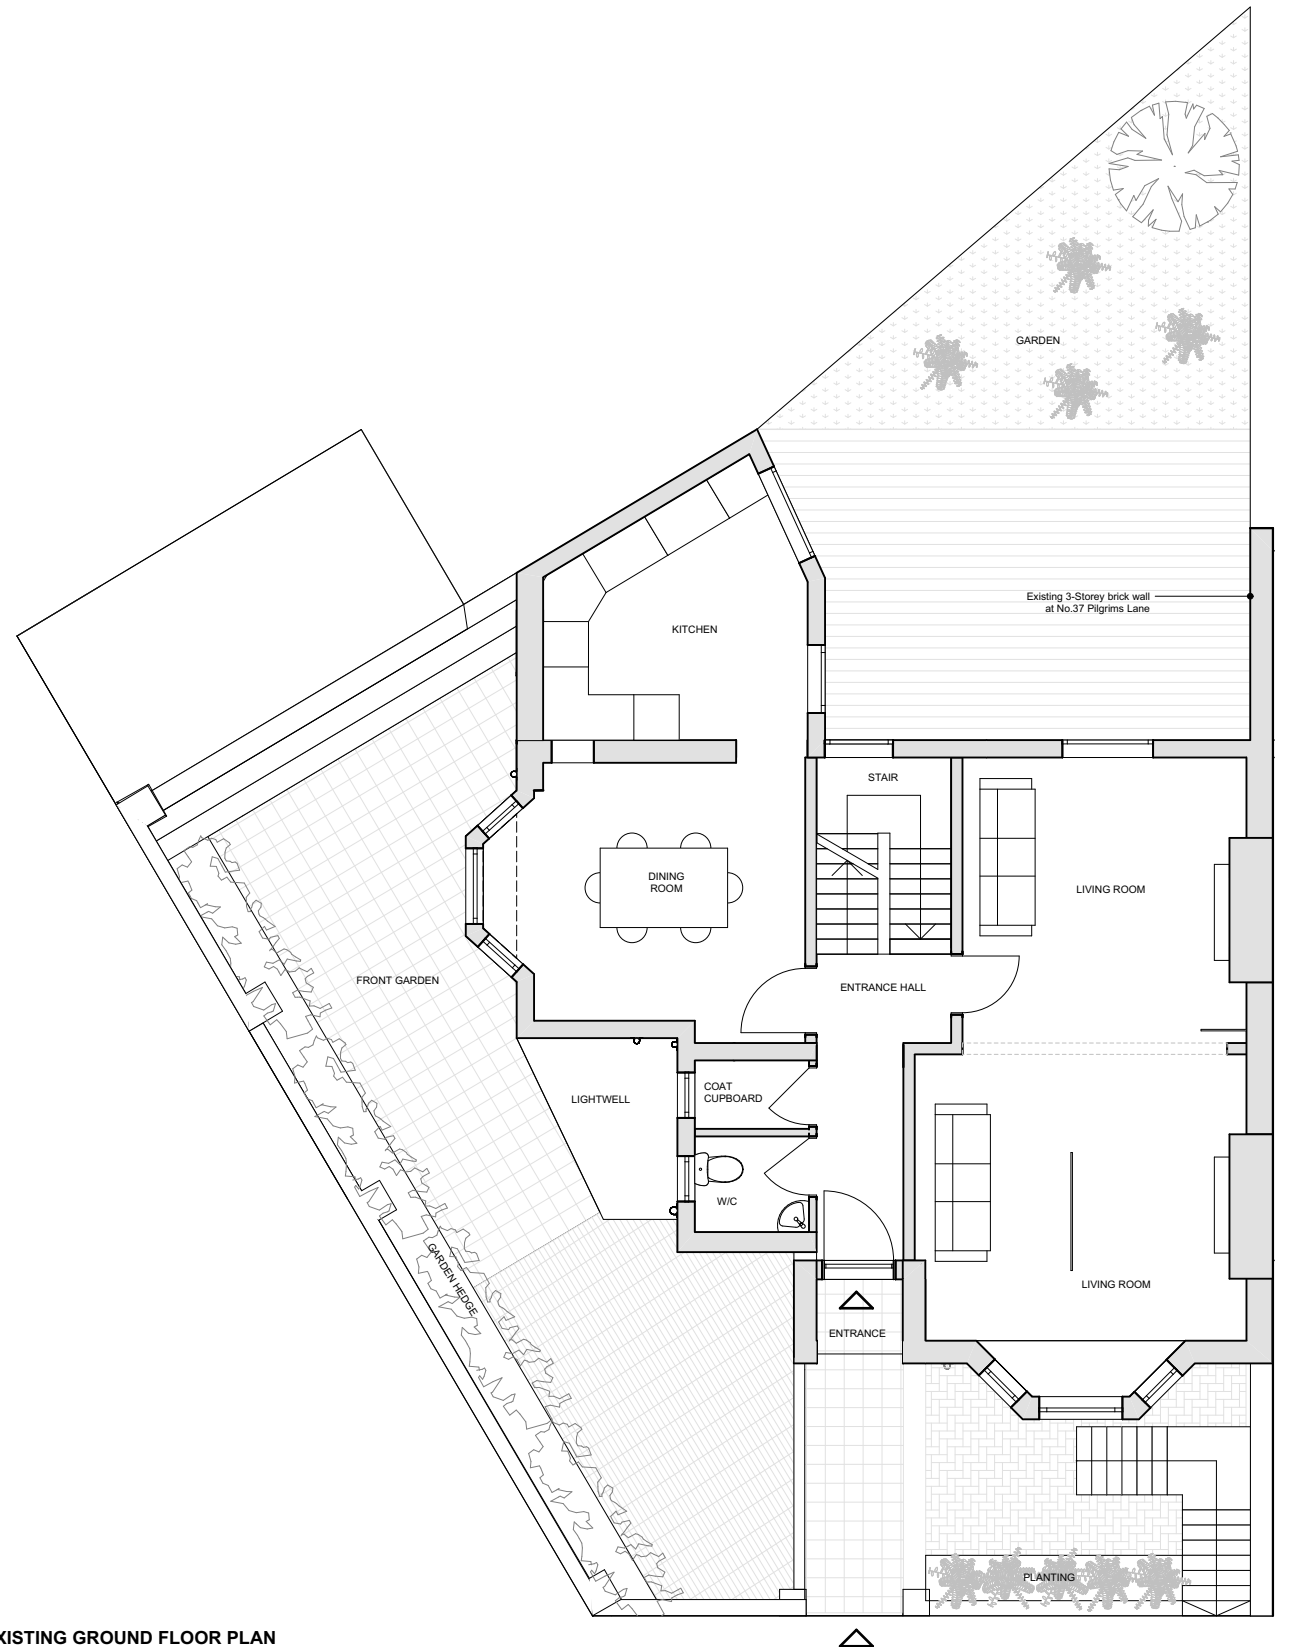 GARDEN
Existing 3-Storey brick wall
at No.37 Pilgrims Lane
KITCHEN
STAIR
DINING
ROOM
LIVING ROOM
FRONT GARDEN
ENTRANCE HALL
COAT
CUPBOARD
LIGHTWELL
W/C
GARDEN HEDGE
LIVING ROOM
ENTRANCE
PLANTING
XISTING GROUND FLOOR PLAN